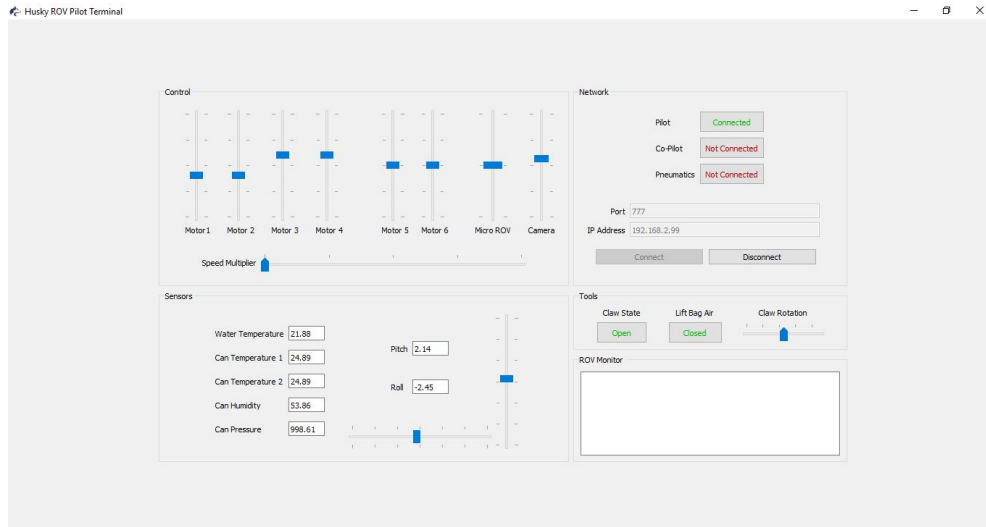 Husky ROV Pilot Terminal
Control
Motor1 Motor 2 Motor 3 Motor 4 Motor 5 Motor 6 Micro ROV Camera
Speed Multiplier
Network
Pilot Connected
Co-Pilot Not Connected
Pneumatics Not Connected
Port 777
IP Address 192.168.2.99
Connect Disconnect
Sensors
Water Temperature 21.88
Can Temperature 1 24.89
Can Temperature 2 24.89
Can Humidity 53.86
Can Pressure 998.61
Pitch 2.14
Roll -2.45
Tools
Claw State Lift Bag Air Claw Rotation
Open Closed
ROV Monitor